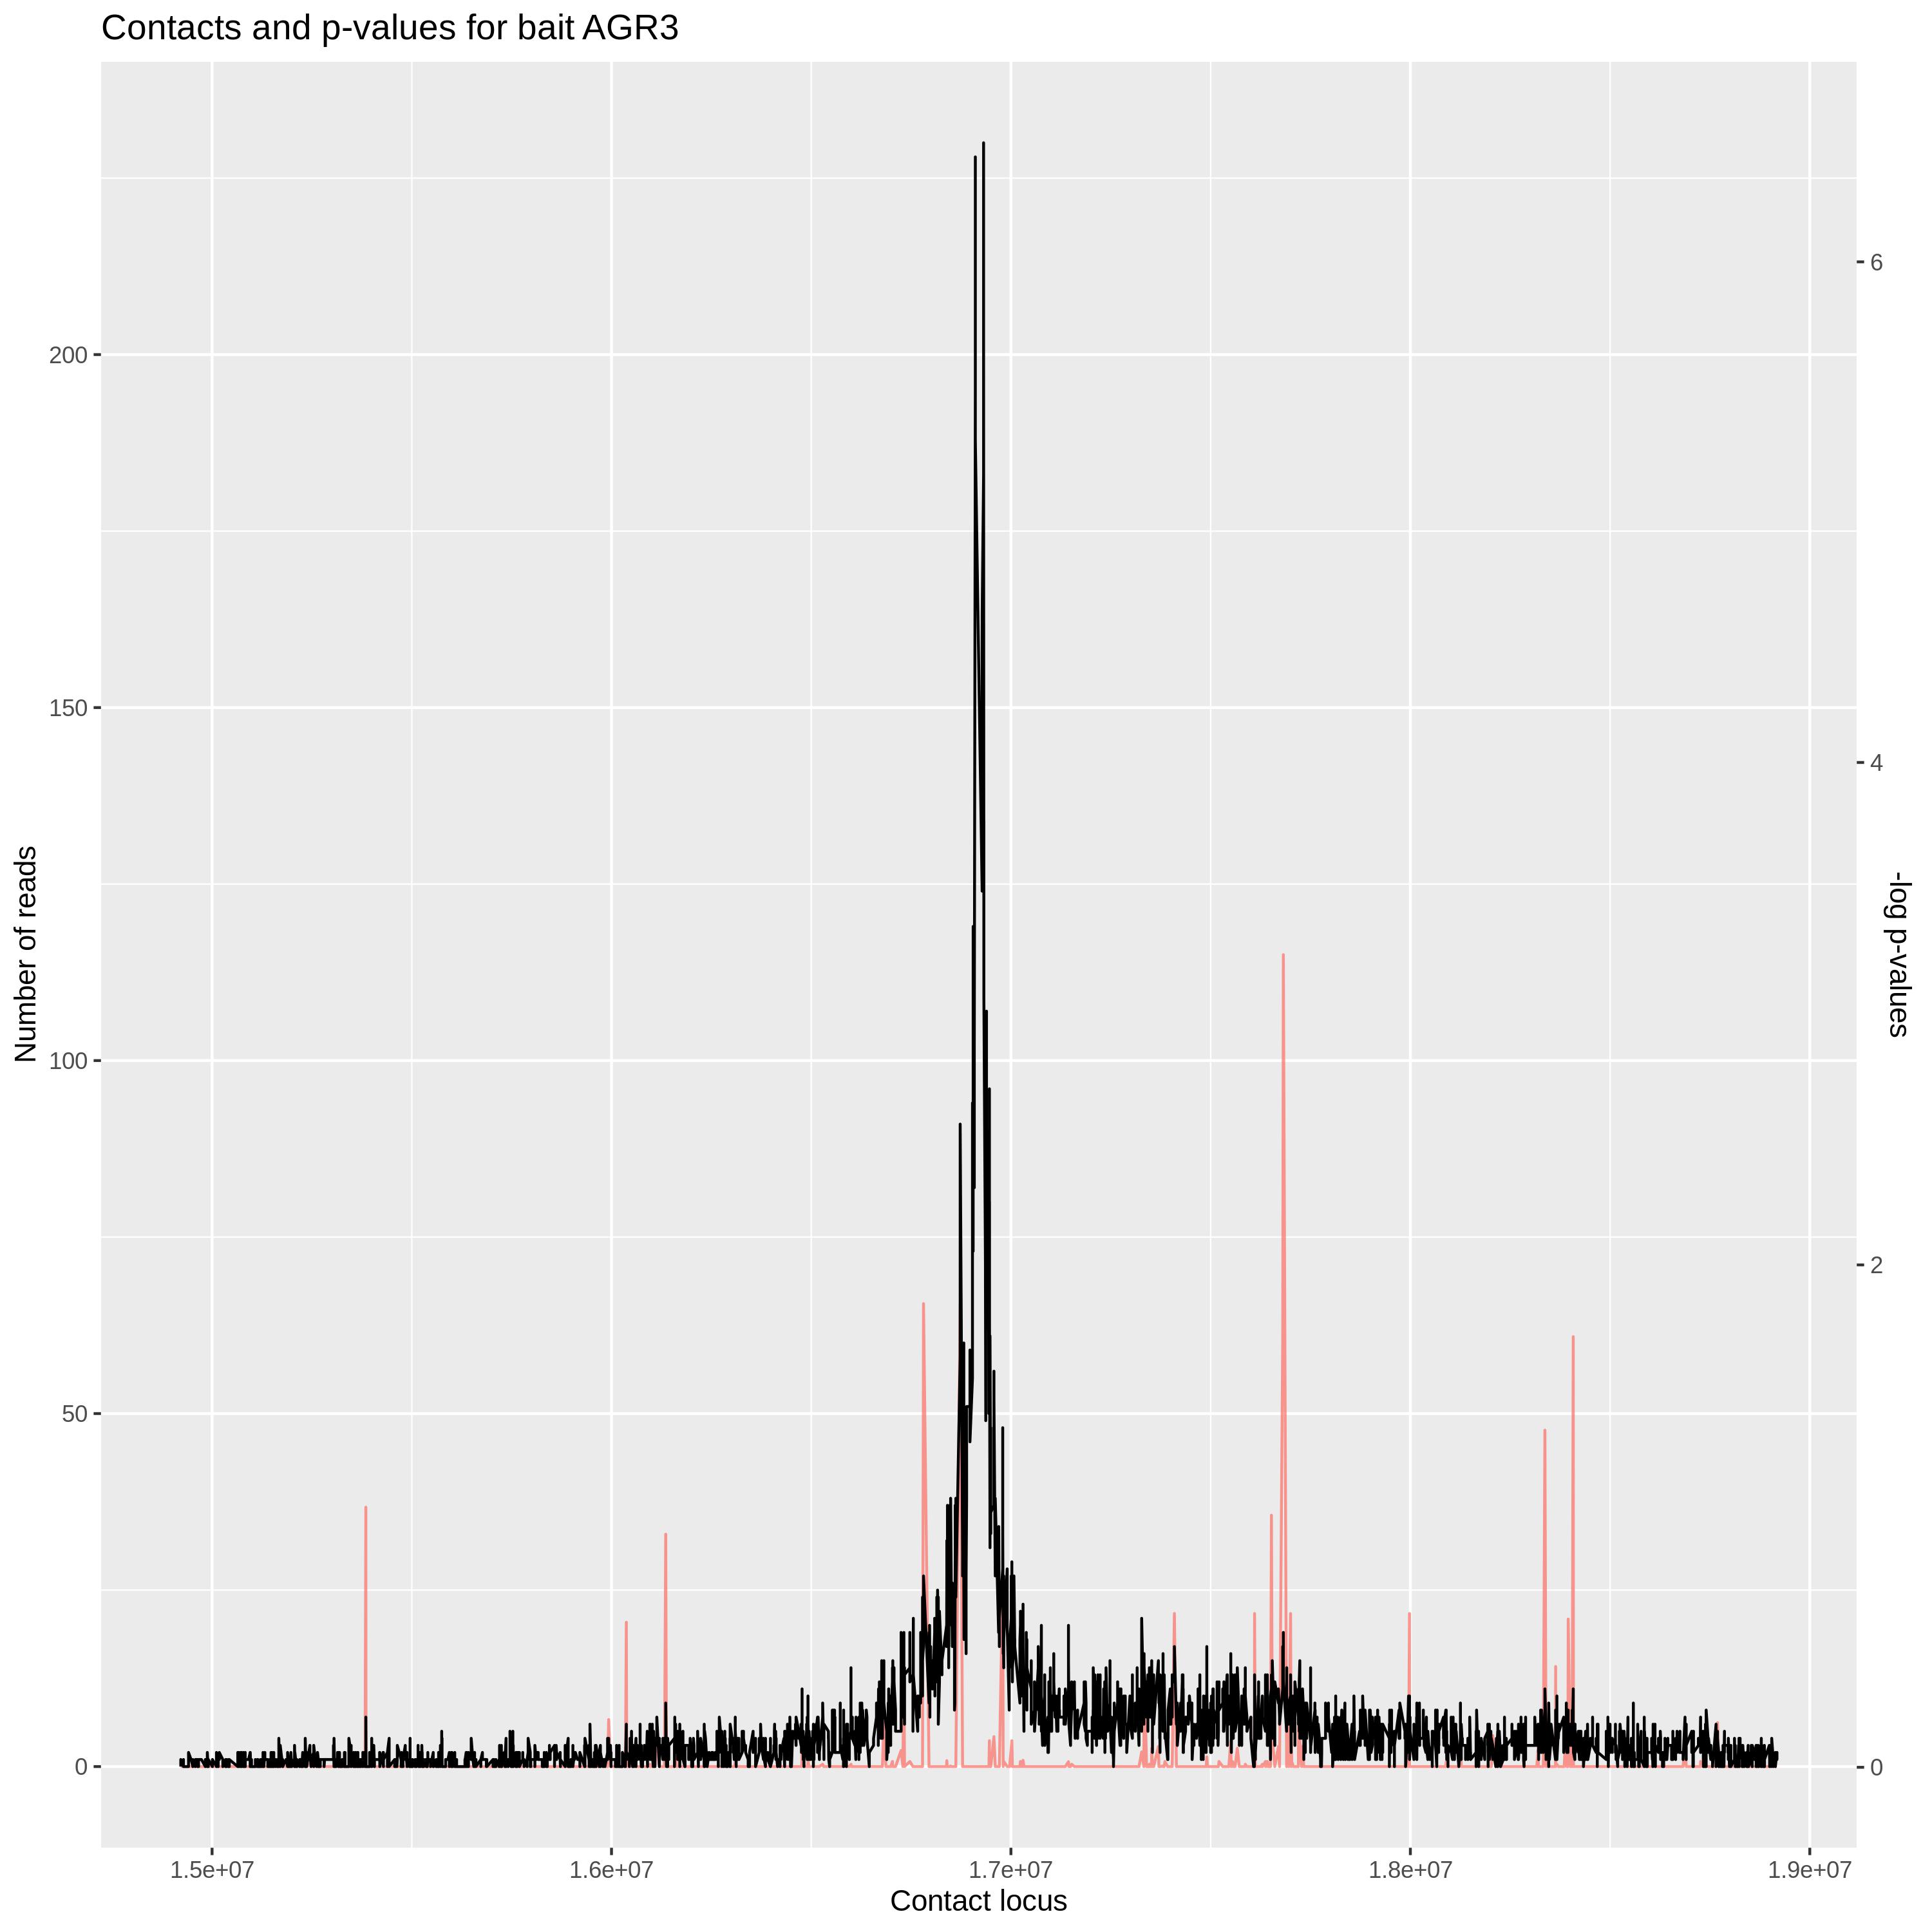 Contacts and p-values for bait AGR3
Number of reads
200
150
100
50
0
6
4
2
0
-log p-values
1.5e+07 1.6e+07 1.7e+07 1.8e+07 1.9e+07
Contact locus